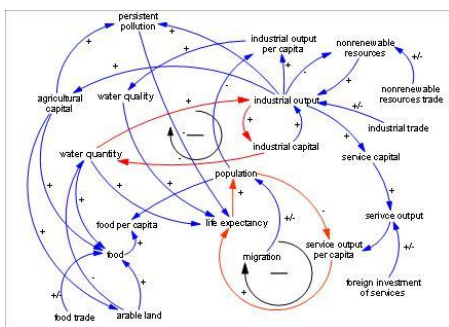 persistent
pollution
industrial output
per capita
nonrenewable
resources
agricultural
capital
water quality
industrial output
nonrenewable
resources trade
industrial trade
water quantity
industrial capital
service capital
population
food per capita
life expectancy
serivce output
food
migration
service output
per capita
food trade
arable land
foreign investment
of services
+
+
+
-
+
+/-
+
-
+
+
-
+
+/-
+
+
+
-
+
+
-
+
+
+
+
+/-
-
+
+
+
+/-
-
+
+
+/-
+
+